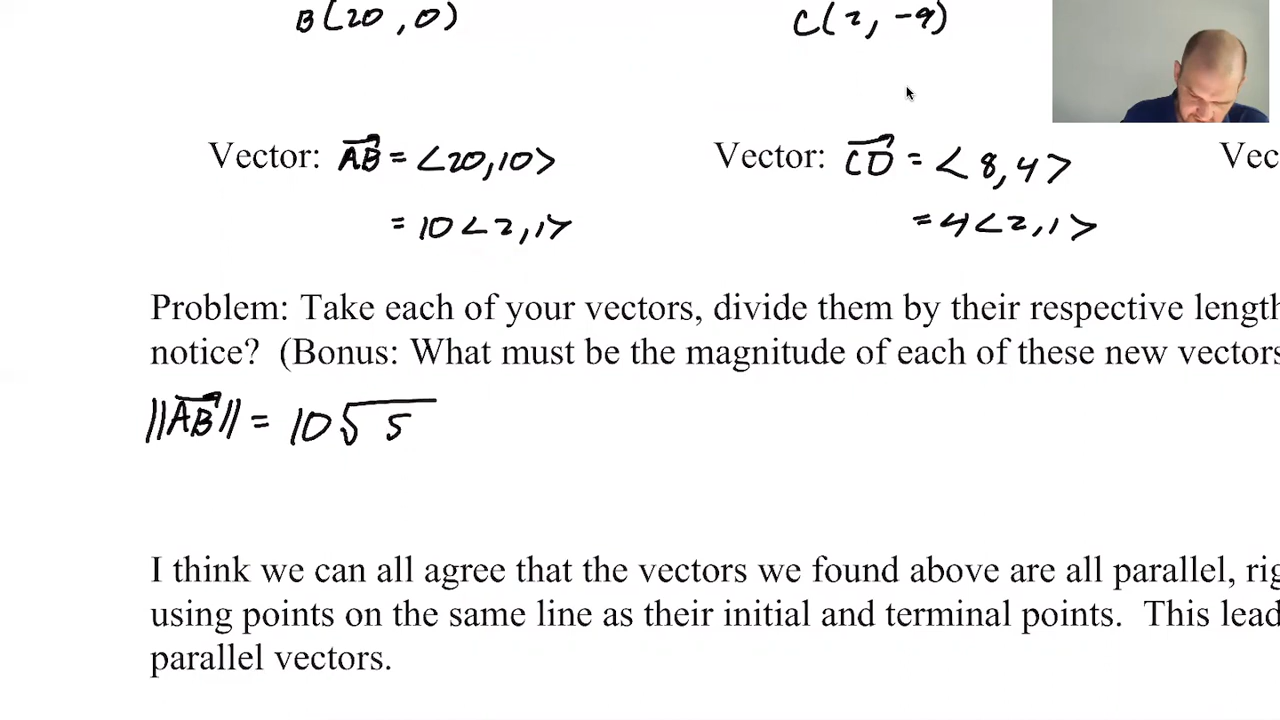 B(20, 0) C(2, -9)
Vector: AB = <20,10> Vector: CD = <8,4> Vec
= 10<2,1> = 4<2,1>
Problem: Take each of your vectors, divide them by their respective length
notice? (Bonus: What must be the magnitude of each of these new vectors
||AB|| = 10√5
I think we can all agree that the vectors we found above are all parallel, rig
using points on the same line as their initial and terminal points. This lead
parallel vectors.